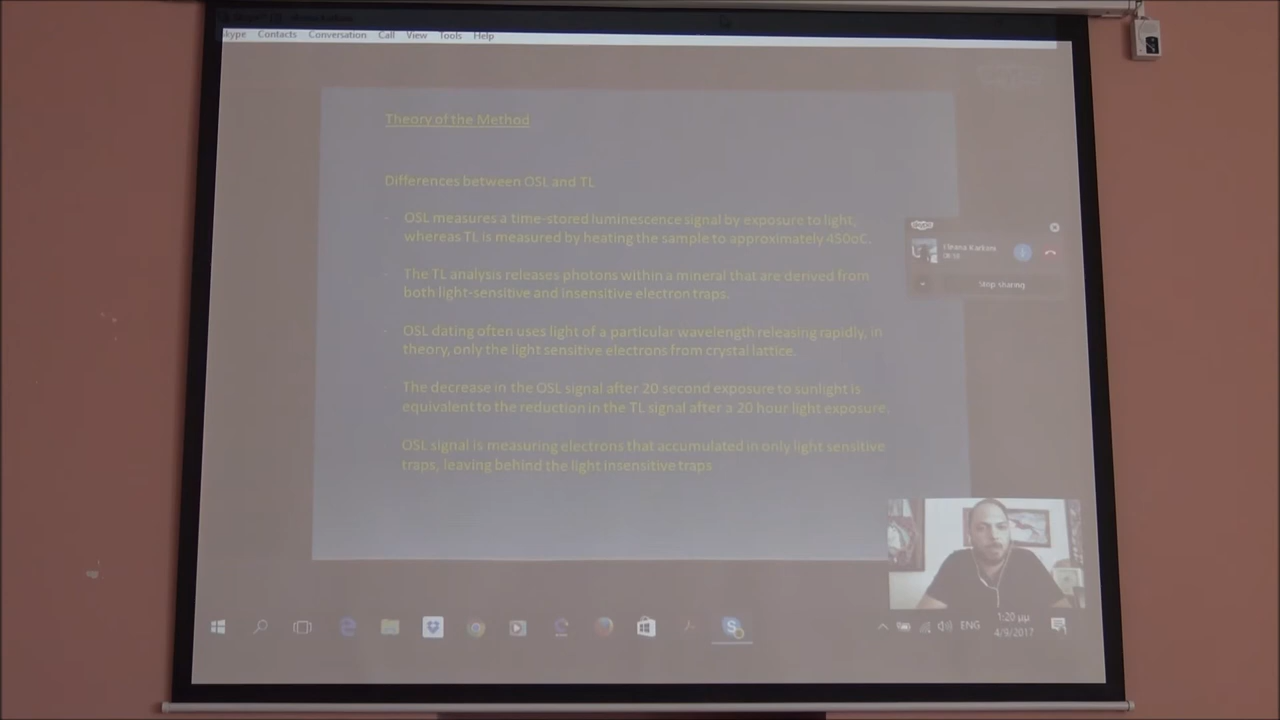 Skype Contacts Conversation Call View Tools Help
Theory of the Method
Differences between OSL and TL
- OSL measures a time-stored luminescence signal by exposure to light,
whereas TL is measured by heating the sample to approximately 450oC.
- The TL analysis releases photons within a mineral that are derived from
both light-sensitive and insensitive electron traps.
- OSL dating often uses light of a particular wavelength releasing rapidly, in
theory, only the light sensitive electrons from crystal lattice.
- The decrease in the OSL signal after 20 second exposure to sunlight is
equivalent to the reduction in the TL signal after a 20 hour light exposure.
OSL signal is measuring electrons that accumulated in only light sensitive
traps, leaving behind the light insensitive traps
Stop sharing
ENG
1:20 μμ
4/9/2017